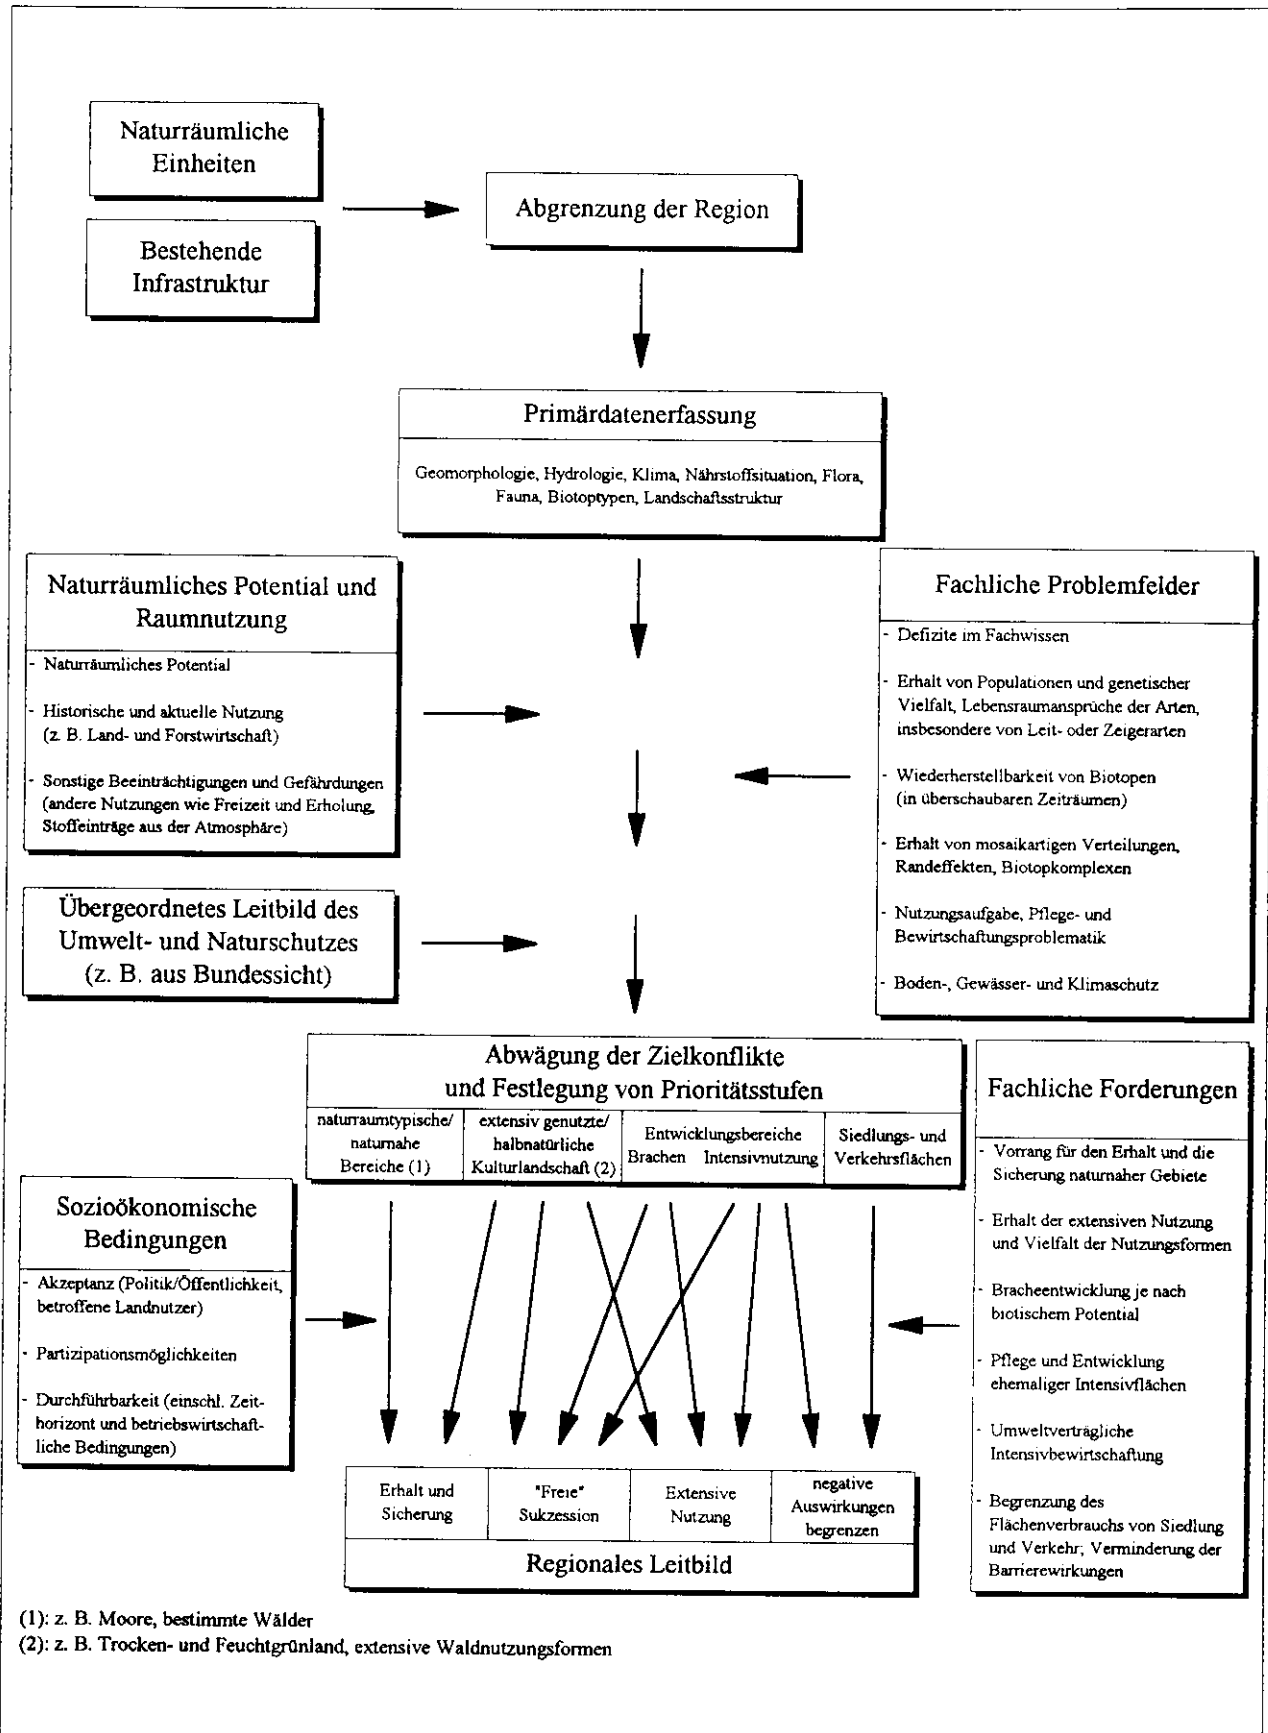 Naturräumliche
Einheiten
Abgrenzung der Region
Bestehende
Infrastruktur
Primärdatenerfassung
Geomorphologie, Hydrologie, Klima, Nährstoffsituation, Flora,
Fauna, Biotoptypen, Landschaftsstruktur
Naturräumliches Potential und
Raumnutzung
- Naturräumliches Potential
- Historische und aktuelle Nutzung
(z. B. Land- und Forstwirtschaft)
- Sonstige Beeinträchtigungen und Gefährdungen
(andere Nutzungen wie Freizeit und Erholung,
Stoffeinträge aus der Atmosphäre)
Fachliche Problemfelder
- Defizite im Fachwissen
- Erhalt von Populationen und genetischer
Vielfalt, Lebensraumansprüche der Arten,
insbesondere von Leit- oder Zeigerarten
- Wiederherstellbarkeit von Biotopen
(in überschaubaren Zeiträumen)
- Erhalt von mosaikartigen Verteilungen,
Randeffekten, Biotopkomplexen
- Nutzungsaufgabe, Pflege- und
Bewirtschaftungsproblematik
- Boden-, Gewässer- und Klimaschutz
Übergeordnetes Leitbild des
Umwelt- und Naturschutzes
(z. B. aus Bundessicht)
Abwägung der Zielkonflikte
und Festlegung von Prioritätsstufen
naturraumtypische/
naturnahe
Bereiche (1)
extensiv genutzte/
halbnatürliche
Kulturlandschaft (2)
Entwicklungsbereiche
Brachen Intensivnutzung
Siedlungs- und
Verkehrsflächen
Fachliche Forderungen
- Vorrang für den Erhalt und die
Sicherung naturnaher Gebiete
- Erhalt der extensiven Nutzung
und Vielfalt der Nutzungsformen
- Bracheentwicklung je nach
biotischem Potential
- Pflege und Entwicklung
ehemaliger Intensivflächen
- Umweltverträgliche
Intensivbewirtschaftung
- Begrenzung des
Flächenverbrauchs von Siedlung
und Verkehr; Verminderung der
Barrierewirkungen
Sozioökonomische
Bedingungen
- Akzeptanz (Politik/Öffentlichkeit,
betroffene Landnutzer)
- Partizipationsmöglichkeiten
- Durchführbarkeit (einschl. Zeit-
horizont und betriebswirtschaft-
liche Bedingungen)
Erhalt und
Sicherung
"Freie"
Sukzession
Extensive
Nutzung
negative
Auswirkungen
begrenzen
Regionales Leitbild
(1): z. B. Moore, bestimmte Wälder
(2): z. B. Trocken- und Feuchtgrünland, extensive Waldnutzungsformen